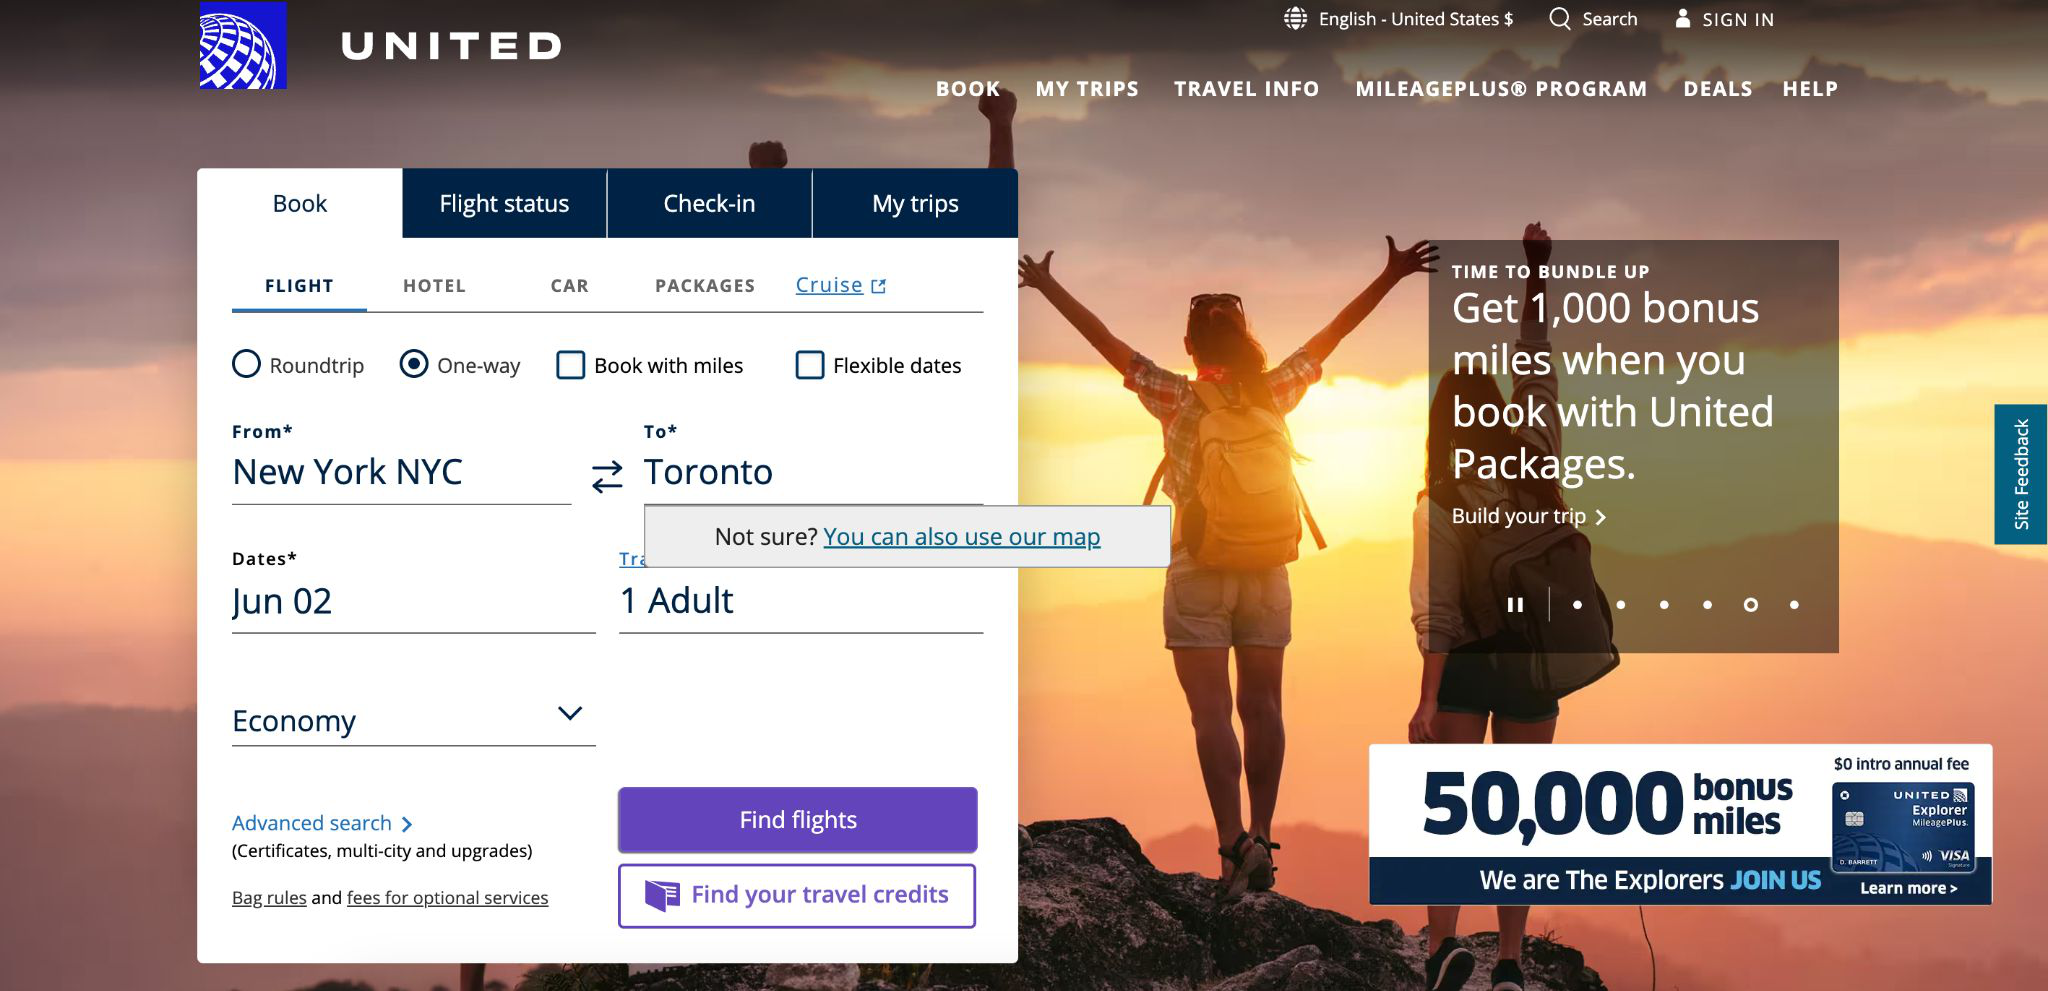 UNITED
English - United States $
Search
SIGN IN
BOOK
MY TRIPS
TRAVEL INFO
MILEAGEPLUS® PROGRAM
DEALS
HELP
Book
Flight status
Check-in
My trips
FLIGHT
HOTEL
CAR
PACKAGES
Cruise
Roundtrip
One-way
Book with miles
Flexible dates
From*
New York NYC
To*
Toronto
Not sure? You can also use our map
Dates*
Jun 02
Tra
1 Adult
Economy
Advanced search
(Certificates, multi-city and upgrades)
Bag rules and fees for optional services
Find flights
Find your travel credits
TIME TO BUNDLE UP
Get 1,000 bonus
miles when you
book with United
Packages.
Build your trip
Site Feedback
50,000 bonus
miles
$0 intro annual fee
UNITED
Explorer
MileagePlus.
D. BARRETT
VISA
Signature
We are The Explorers JOIN US
Learn more >